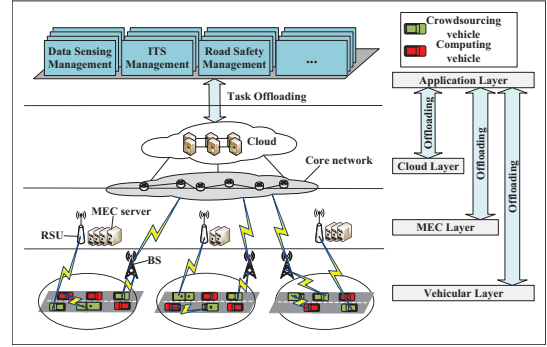 Data Sensing
Management
ITS
Management
Road Safety
Management
...
Crowdsourcing
vehicle
Computing
vehicle
Application Layer
Task Offloading
Cloud
Core network
Offloading
Offloading
Offloading
Cloud Layer
MEC server
RSU
MEC Layer
BS
Vehicular Layer